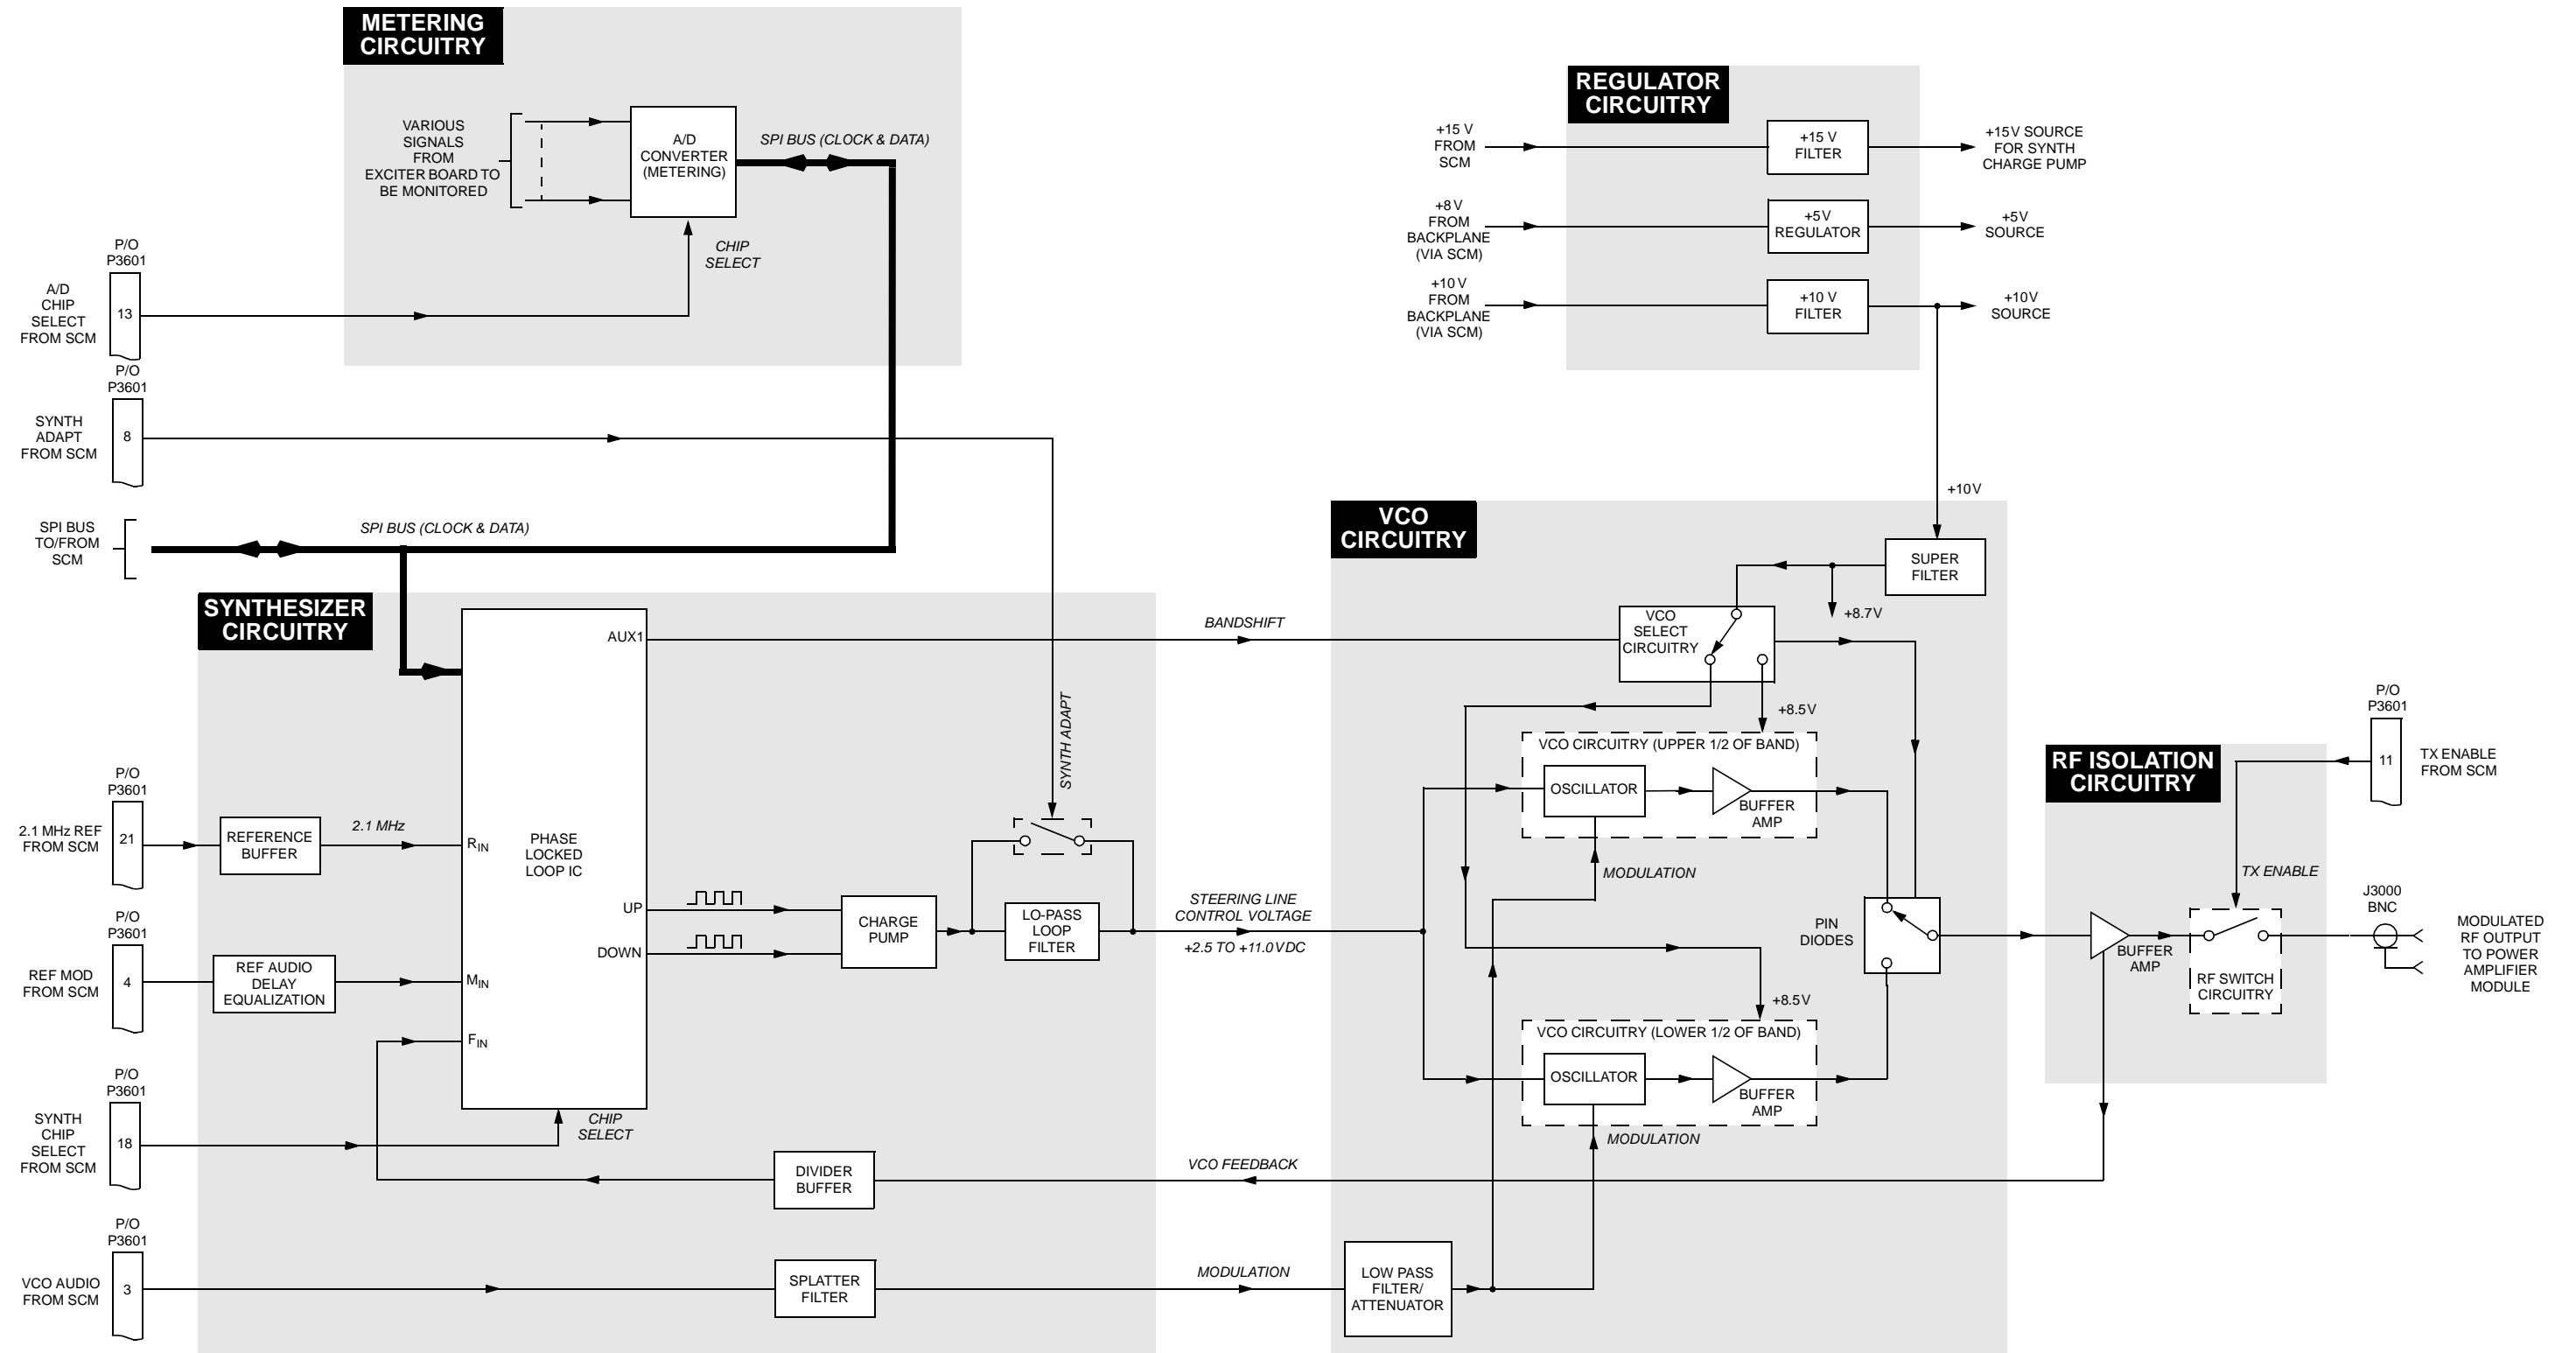 METERING
CIRCUITRY
VARIOUS
SIGNALS
FROM
EXCITER BOARD TO
BE MONITORED
A/D
CONVERTER
(METERING)
SPI BUS (CLOCK & DATA)
CHIP
SELECT
P/O
P3601
A/D
CHIP
SELECT
FROM SCM
13
P/O
P3601
SYNTH
ADAPT
FROM SCM
8
SPI BUS
TO/FROM
SCM
SPI BUS (CLOCK & DATA)
REGULATOR
CIRCUITRY
+15 V
FROM
SCM
+15 V
FILTER
+15V SOURCE
FOR SYNTH
CHARGE PUMP
+8V
FROM
BACKPLANE
(VIA SCM)
+5V
REGULATOR
+5V
SOURCE
+10V
FROM
BACKPLANE
(VIA SCM)
+10 V
FILTER
+10V
SOURCE
+10V
SYNTHESIZER
CIRCUITRY
AUX1
PHASE
LOCKED
LOOP IC
RIN
MIN
FIN
UP
DOWN
P/O
P3601
2.1 MHz REF
FROM SCM
21
REFERENCE
BUFFER
2.1 MHz
P/O
P3601
REF MOD
FROM SCM
4
REF AUDIO
DELAY
EQUALIZATION
P/O
P3601
SYNTH
CHIP
SELECT
FROM SCM
18
CHIP
SELECT
P/O
P3601
VCO AUDIO
FROM SCM
3
CHARGE
PUMP
LO-PASS
LOOP
FILTER
SYNTH ADAPT
DIVIDER
BUFFER
SPLATTER
FILTER
BANDSHIFT
STEERING LINE
CONTROL VOLTAGE
+2.5 TO +11.0VDC
VCO FEEDBACK
MODULATION
VCO
CIRCUITRY
SUPER
FILTER
+8.7V
VCO
SELECT
CIRCUITRY
+8.5V
VCO CIRCUITRY (UPPER 1/2 OF BAND)
OSCILLATOR
BUFFER
AMP
MODULATION
PIN
DIODES
+8.5V
VCO CIRCUITRY (LOWER 1/2 OF BAND)
OSCILLATOR
BUFFER
AMP
MODULATION
LOW PASS
FILTER/
ATTENUATOR
RF ISOLATION
CIRCUITRY
P/O
P3601
11
TX ENABLE
FROM SCM
TX ENABLE
BUFFER
AMP
RF SWITCH
CIRCUITRY
J3000
BNC
MODULATED
RF OUTPUT
TO POWER
AMPLIFIER
MODULE